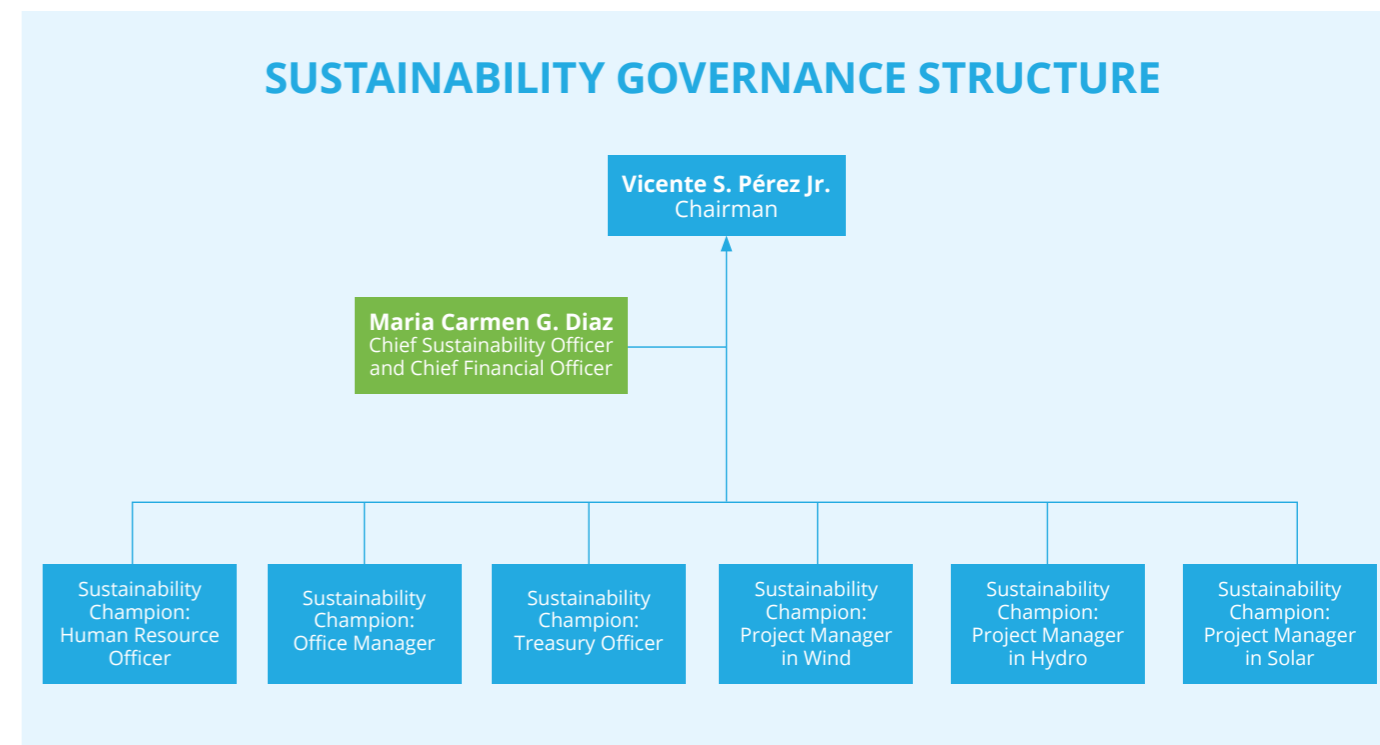 SUSTAINABILITY GOVERNANCE STRUCTURE
Vicente S. Pérez Jr.
Chairman
Maria Carmen G. Diaz
Chief Sustainability Officer
and Chief Financial Officer
Sustainability
Champion:
Human Resource
Officer
Sustainability
Champion:
Office Manager
Sustainability
Champion:
Treasury Officer
Sustainability
Champion:
Project Manager
in Wind
Sustainability
Champion:
Project Manager
in Hydro
Sustainability
Champion:
Project Manager
in Solar